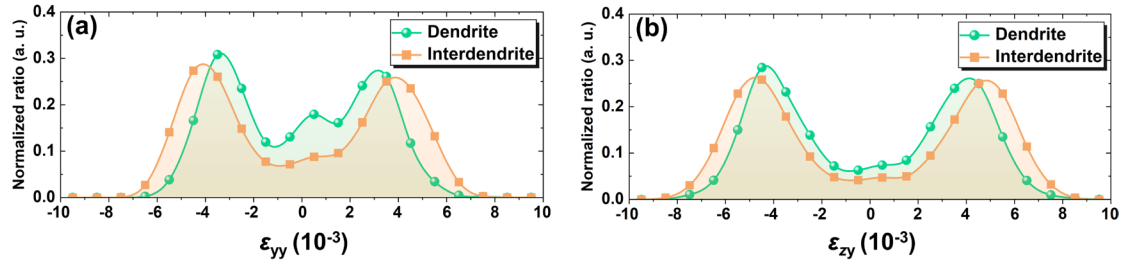 (a)
Normalized ratio (a. u.)
0.4
0.3
0.2
0.1
0.0
Dendrite
Interdendrite
-10 -8 -6 -4 -2 0 2 4 6 8 10
εyy (10⁻³)
(b)
Normalized ratio (a. u.)
0.4
0.3
0.2
0.1
0.0
Dendrite
Interdendrite
-10 -8 -6 -4 -2 0 2 4 6 8 10
εzy (10⁻³)